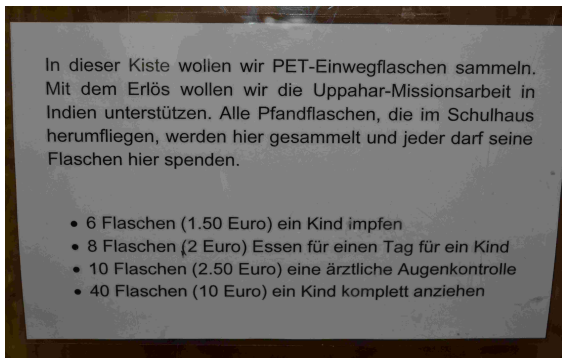 In dieser Kiste wollen wir PET-Einwegflaschen sammeln.
Mit dem Erlös wollen wir die Uppahar-Missionsarbeit in
Indien unterstützen. Alle Pfandflaschen, die im Schulhaus
herumfliegen, werden hier gesammelt und jeder darf seine
Flaschen hier spenden.
• 6 Flaschen (1.50 Euro) ein Kind impfen
• 8 Flaschen (2 Euro) Essen für einen Tag für ein Kind
• 10 Flaschen (2.50 Euro) eine ärztliche Augenkontrolle
• 40 Flaschen (10 Euro) ein Kind komplett anziehen